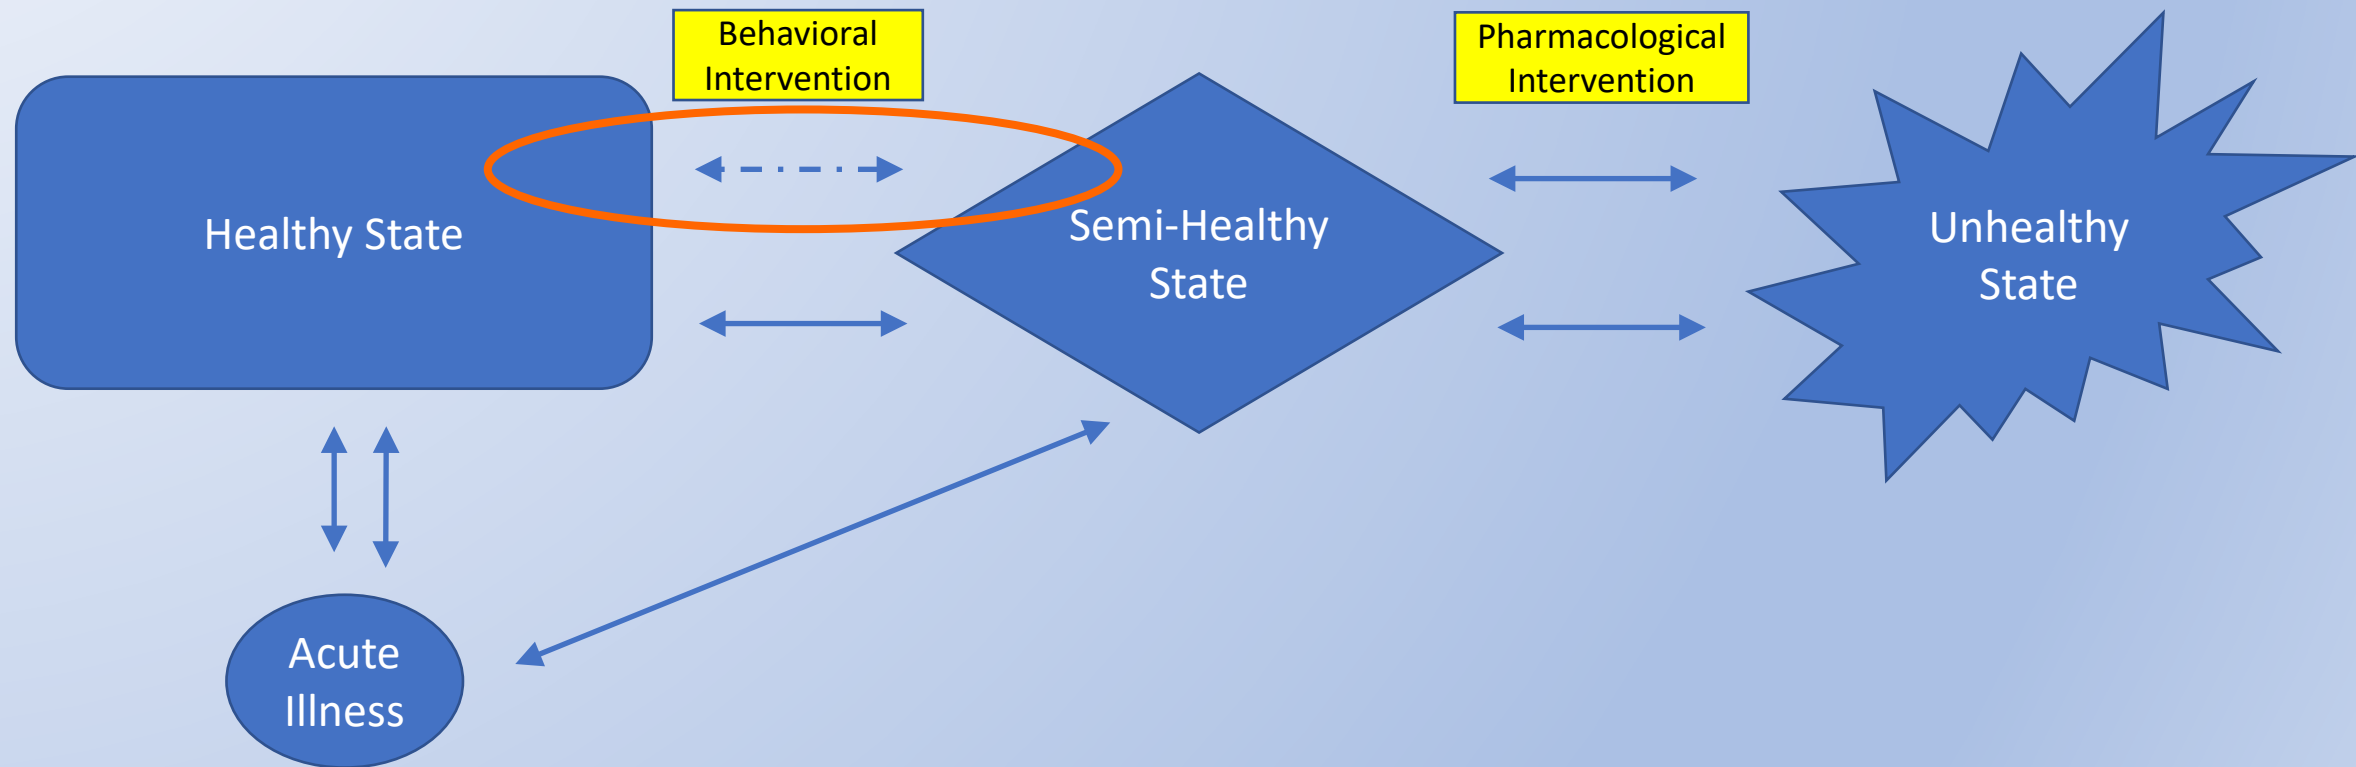 Behavioral
Intervention
Pharmacological
Intervention
Healthy State
Semi-Healthy
State
Unhealthy
State
Acute
Illness